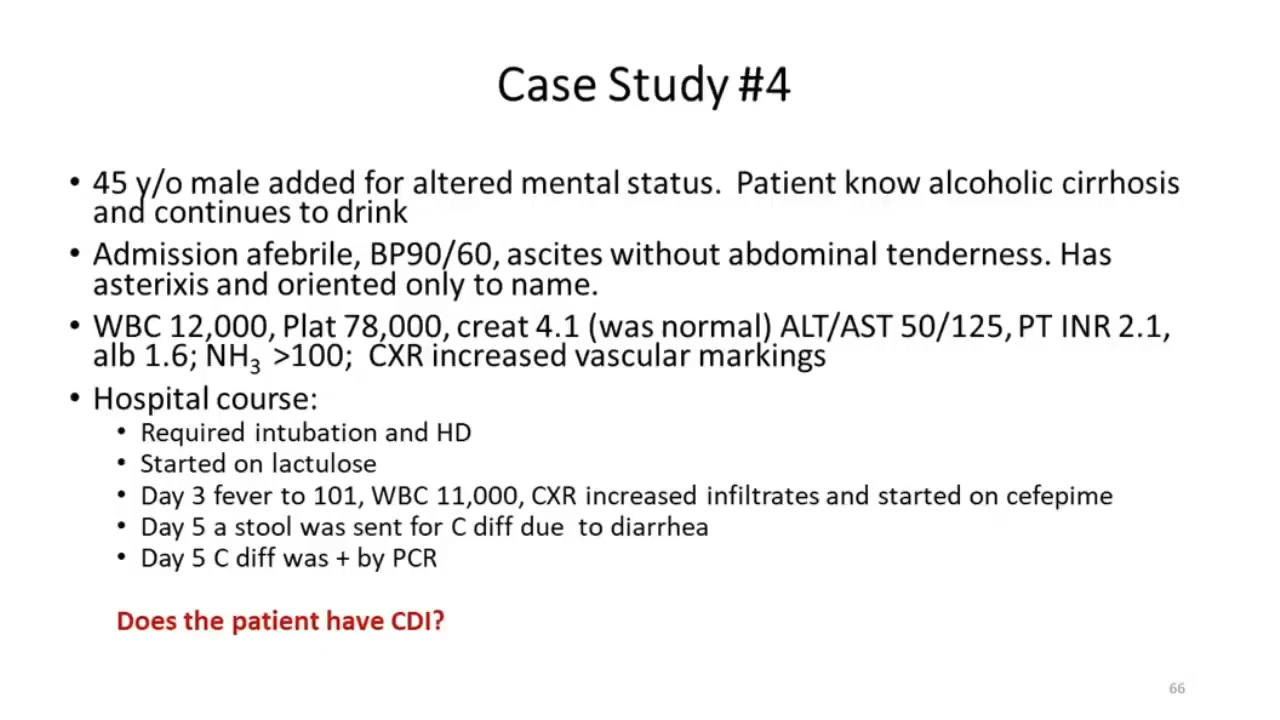 Case Study #4
• 45 y/o male added for altered mental status. Patient know alcoholic cirrhosis
and continues to drink
• Admission afebrile, BP90/60, ascites without abdominal tenderness. Has
asterixis and oriented only to name.
• WBC 12,000, Plat 78,000, creat 4.1 (was normal) ALT/AST 50/125, PT INR 2.1,
alb 1.6; NH₃ >100; CXR increased vascular markings
• Hospital course:
• Required intubation and HD
• Started on lactulose
• Day 3 fever to 101, WBC 11,000, CXR increased infiltrates and started on cefepime
• Day 5 a stool was sent for C diff due to diarrhea
• Day 5 C diff was + by PCR
Does the patient have CDI?
66